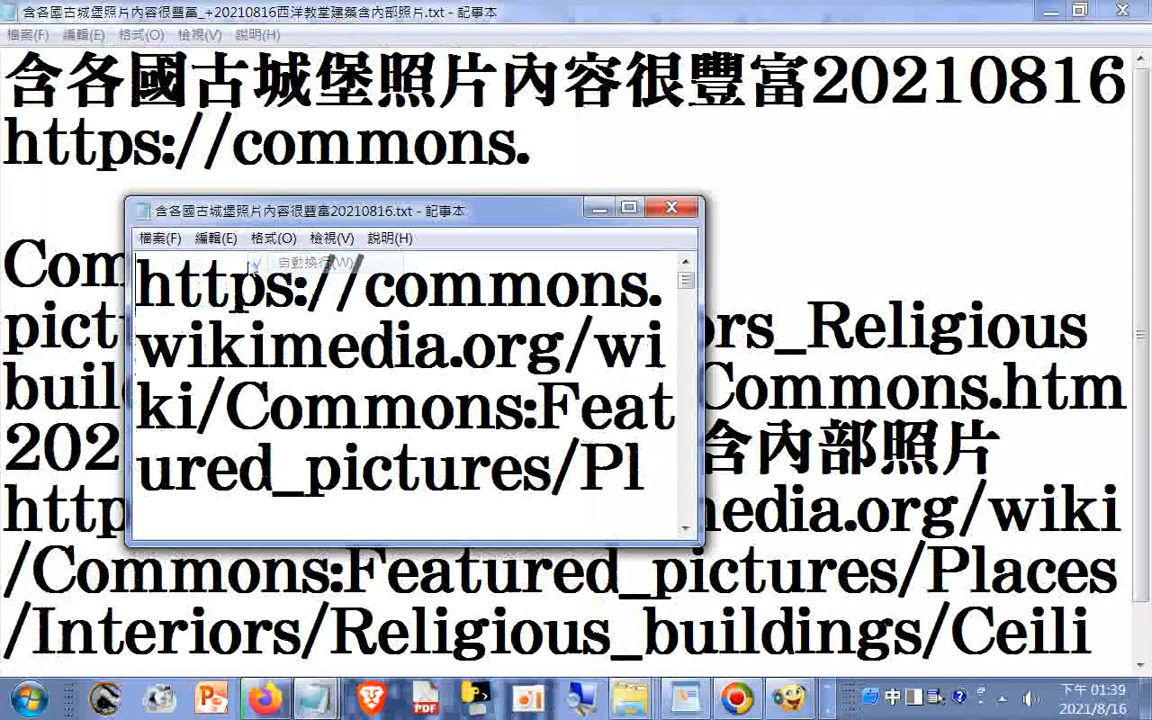 含各國古城堡照片內容很豐富_+20210816西洋教堂建築含內部照片.txt - 記事本
檔案(F) 編輯(E) 格式(O) 檢視(V) 說明(H)
含各國古城堡照片內容很豐富20210816
https://commons.
含各國古城堡照片內容很豐富20210816.txt - 記事本
檔案(F) 編輯(E) 格式(O) 檢視(V) 說明(H)
自動換行(W)
https://commons.
wikimedia.org/wi
ki/Commons:Feat
ured_pictures/Pl
Com
pict
ors_Religious
buil
Commons.htm
202
含內部照片
http
media.org/wiki
/Commons:Featured_pictures/Places
/Interiors/Religious_buildings/Ceili
中
下午 01:39
2021/8/16